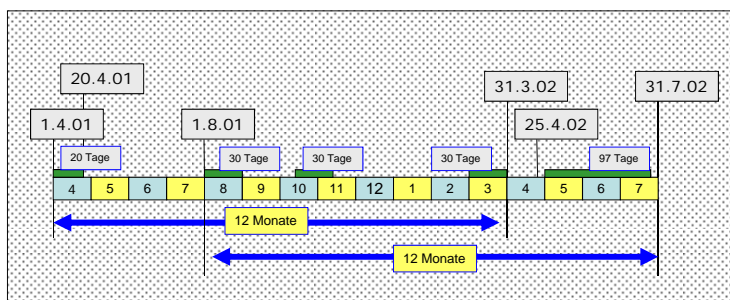 20.4.01
31.3.02
31.7.02
1.4.01
1.8.01
25.4.02
20 Tage
30 Tage
30 Tage
30 Tage
97 Tage
4 5 6 7 8 9 10 11 12 1 2 3 4 5 6 7
12 Monate
12 Monate